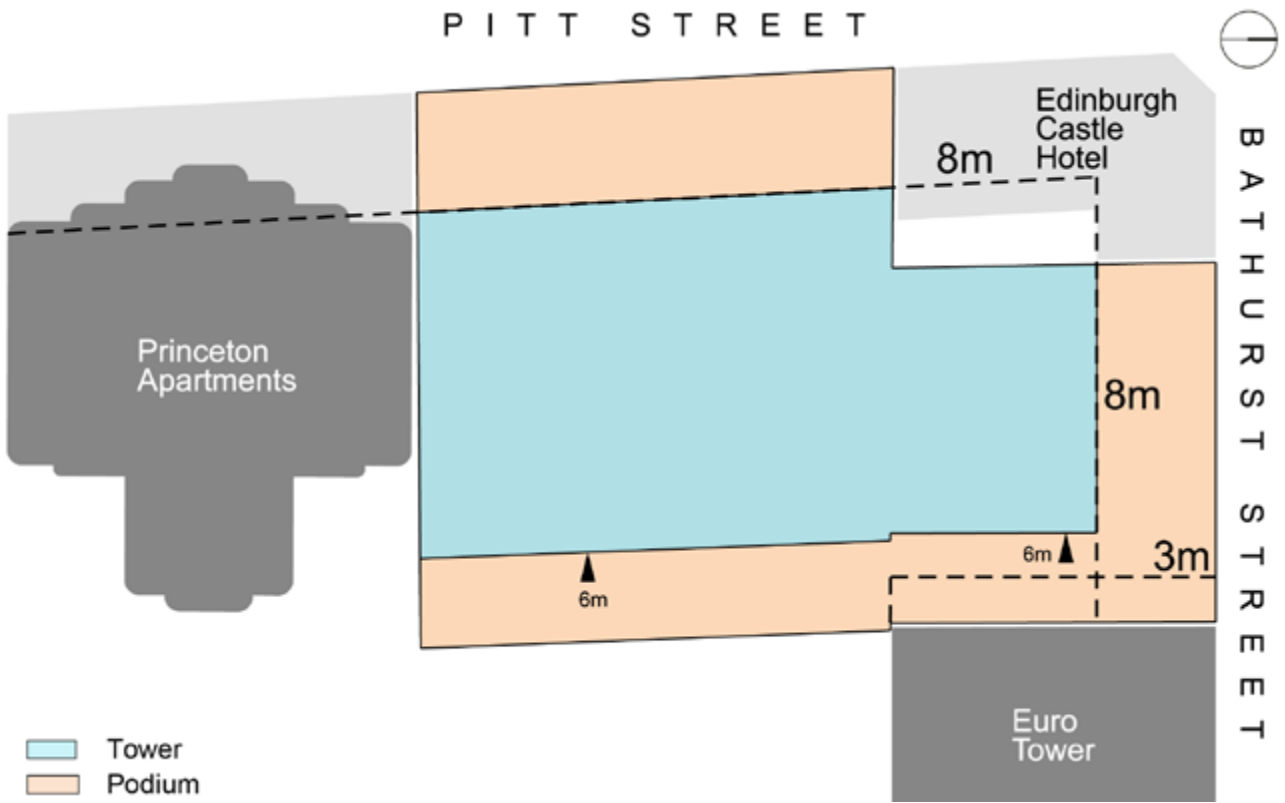 PITT STREET
Edinburgh
Castle
Hotel
8m
BATHURST STREET
Princeton
Apartments
8m
6m
3m
6m
Euro
Tower
Tower
Podium